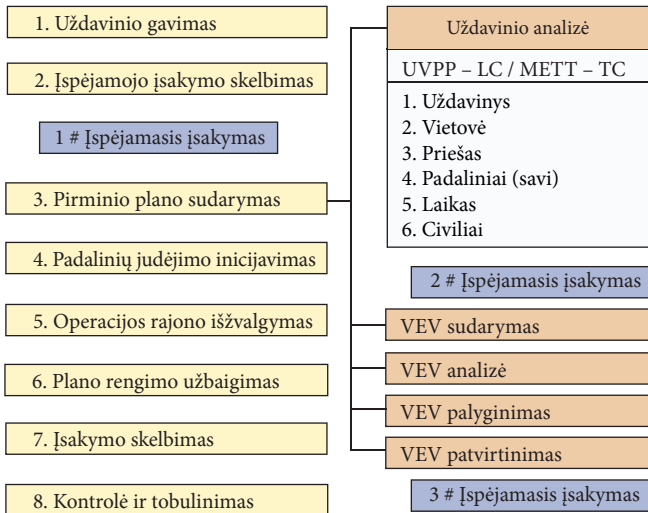 1. Uždavinio gavimas
2. Įspėjamojo įsakymo skelbimas
1 # Įspėjamasis įsakymas
3. Pirminio plano sudarymas
4. Padalinių judėjimo inicijavimas
5. Operacijos rajono išžvalgymas
6. Plano rengimo užbaigimas
7. Įsakymo skelbimas
8. Kontrolė ir tobulinimas
Uždavinio analizė
UVPP – LC / METT – TC
1. Uždavinys
2. Vietovė
3. Priešas
4. Padaliniai (savi)
5. Laikas
6. Civiliai
2 # Įspėjamasis įsakymas
VEV sudarymas
VEV analizė
VEV palyginimas
VEV patvirtinimas
3 # Įspėjamasis įsakymas